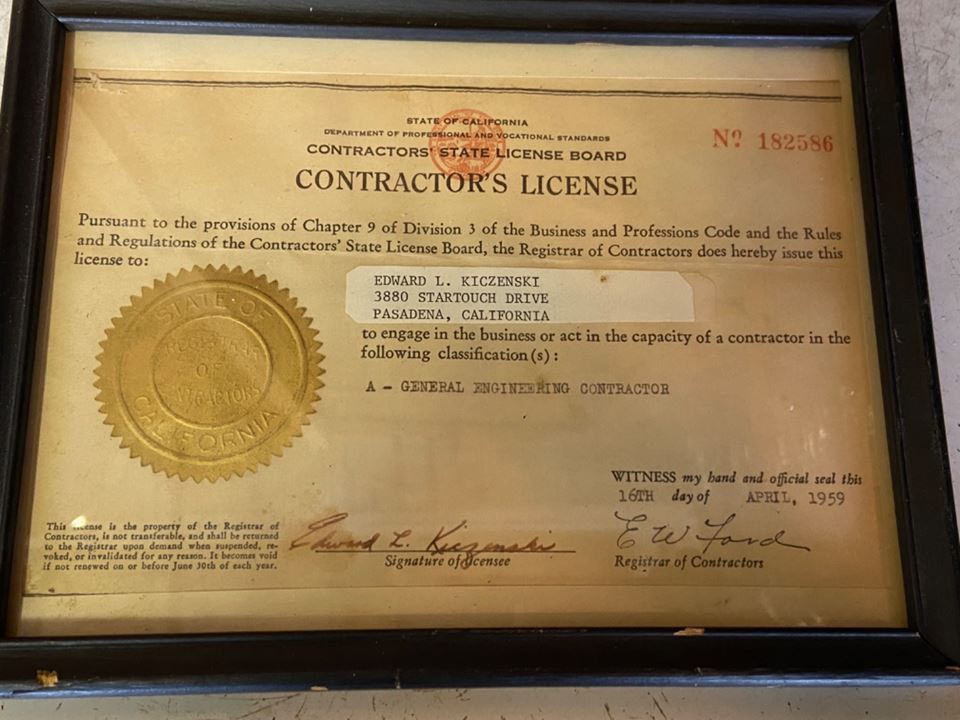 STATE OF CALIFORNIA
DEPARTMENT OF PROFESSIONAL AND VOCATIONAL STANDARDS
CONTRACTORS' STATE LICENSE BOARD
Nº 182586
CONTRACTOR'S LICENSE
Pursuant to the provisions of Chapter 9 of Division 3 of the Business and Professions Code and the Rules
and Regulations of the Contractors' State License Board, the Registrar of Contractors does hereby issue this
license to:
EDWARD L. KICZENSKI
3880 STARTOUCH DRIVE
PASADENA, CALIFORNIA
to engage in the business or act in the capacity of a contractor in the
following classification(s):
A - GENERAL ENGINEERING CONTRACTOR
STATE OF
REGISTRAR
OF
CONTRACTORS
CALIFORNIA
WITNESS my hand and official seal this
16TH day of APRIL, 1959
This license is the property of the Registrar of
Contractors, is not transferable, and shall be returned
to the Registrar upon demand when suspended, re-
voked, or invalidated for any reason. It becomes void
if not renewed on or before June 30th of each year.
Edward L. Kiczenski
Signature of licensee
E W Ford
Registrar of Contractors